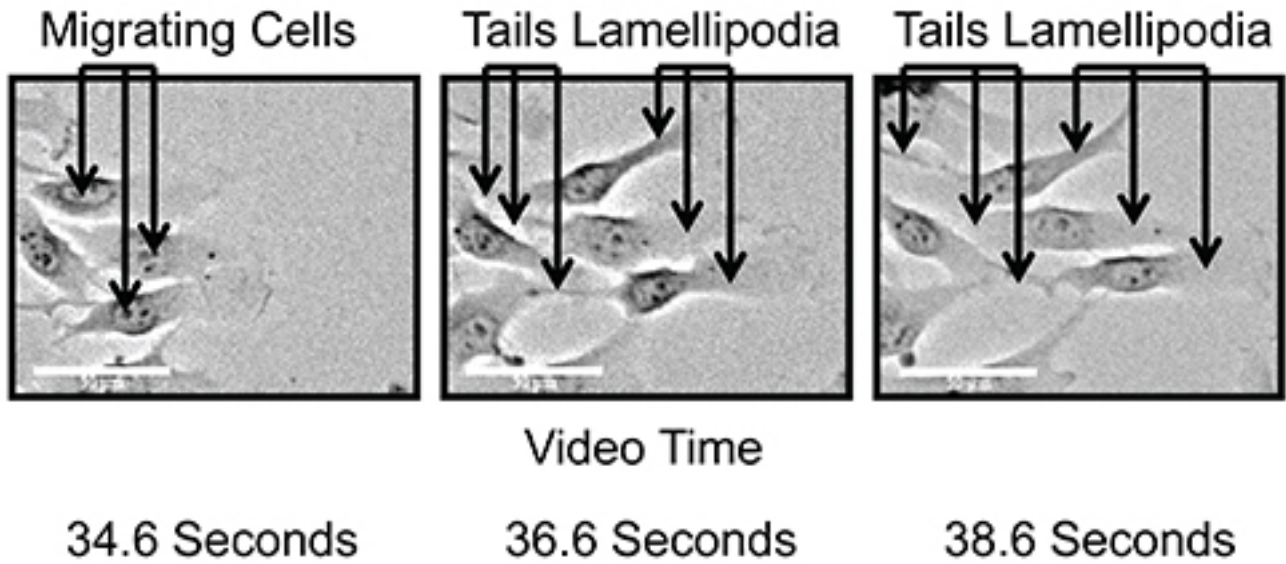 Migrating Cells
Tails Lamellipodia
Tails Lamellipodia
Video Time
34.6 Seconds
36.6 Seconds
38.6 Seconds